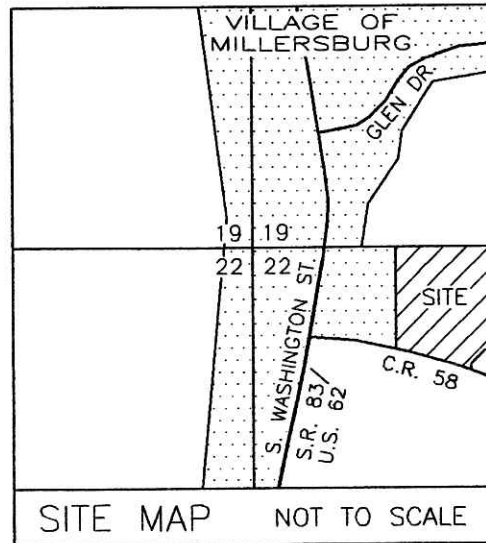 VILLAGE OF
MILLERSBURG
GLEN DR.
19 19
22 22
S. WASHINGTON ST.
S.R. 83/
U.S. 62
SITE
C.R. 58
SITE MAP NOT TO SCALE